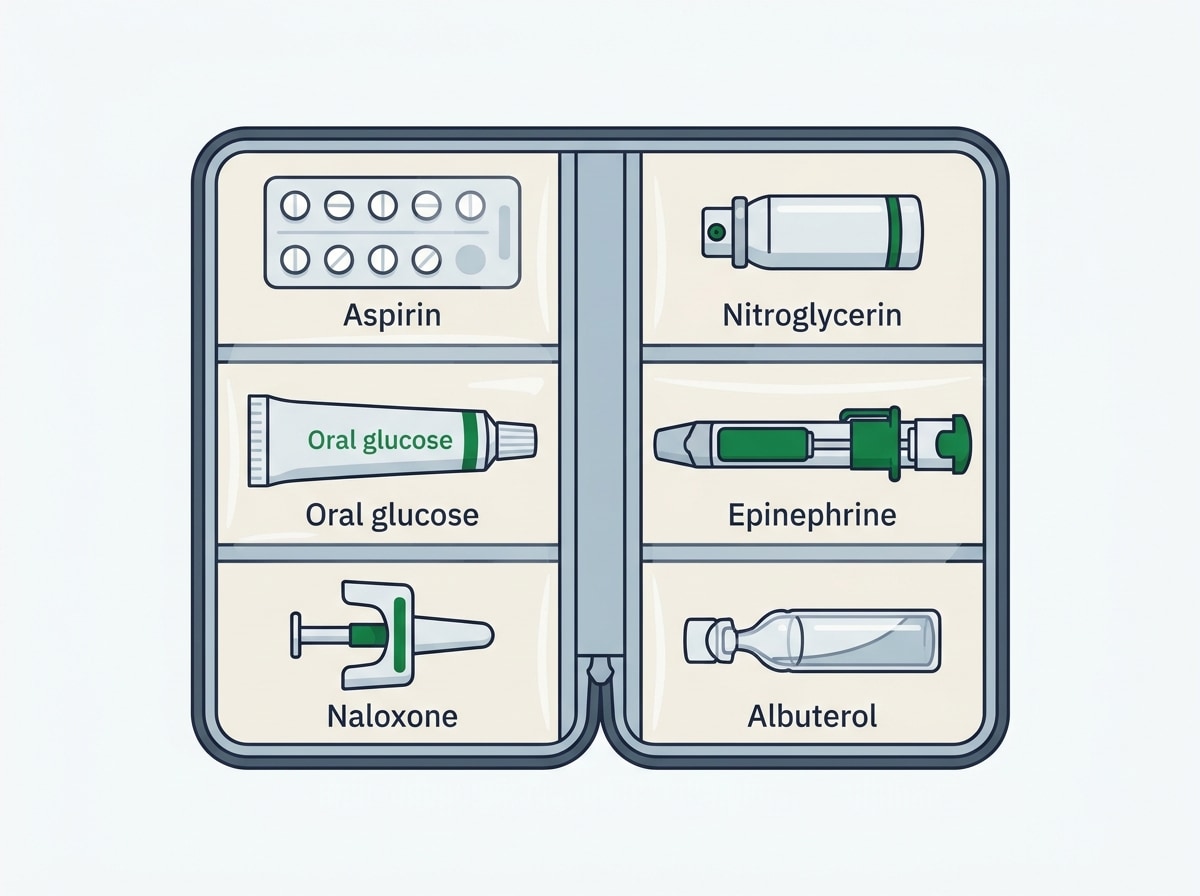 Aspirin
Nitroglycerin
Oral glucose
Oral glucose
Epinephrine
Naloxone
Albuterol